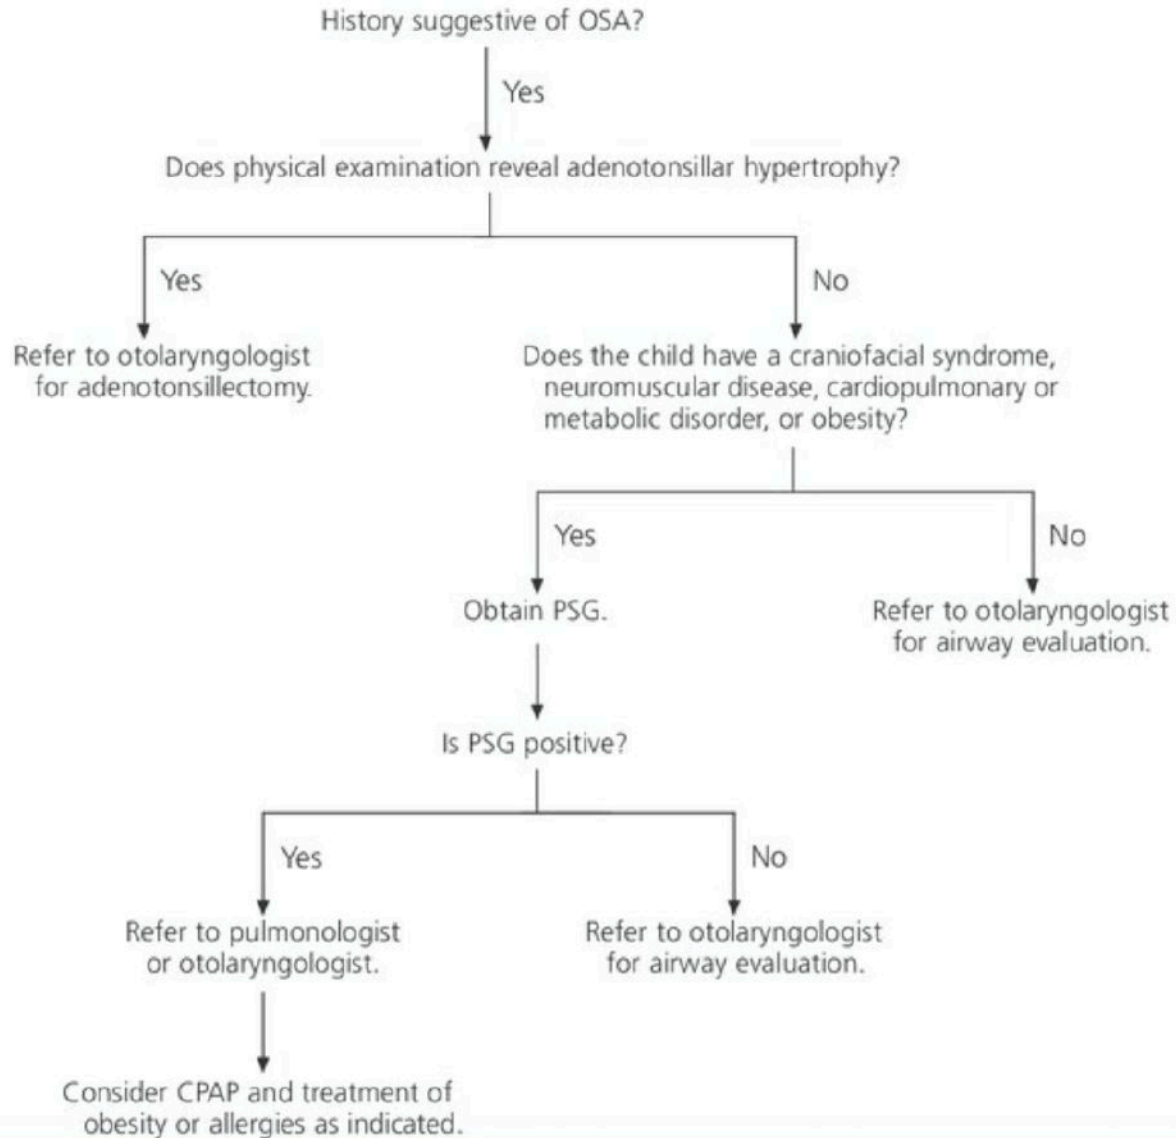 History suggestive of OSA?
Yes
Does physical examination reveal adenotonsillar hypertrophy?
Yes
No
Refer to otolaryngologist
for adenotonsillectomy.
Does the child have a craniofacial syndrome,
neuromuscular disease, cardiopulmonary or
metabolic disorder, or obesity?
Yes
No
Obtain PSG.
Refer to otolaryngologist
for airway evaluation.
Is PSG positive?
Yes
No
Refer to pulmonologist
or otolaryngologist.
Refer to otolaryngologist
for airway evaluation.
Consider CPAP and treatment of
obesity or allergies as indicated.